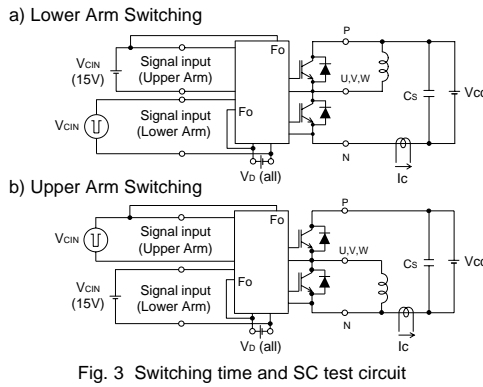 a) Lower Arm Switching
P
Fo
VCIN
(15V)
Signal input
(Upper Arm)
U,V,W
CS
VCC
Signal input
(Lower Arm)
Fo
VCIN
VD (all)
N
IC
b) Upper Arm Switching
P
Fo
VCIN
Signal input
(Upper Arm)
U,V,W
CS
VCC
Fo
VCIN
(15V)
Signal input
(Lower Arm)
VD (all)
N
IC
Fig. 3 Switching time and SC test circuit